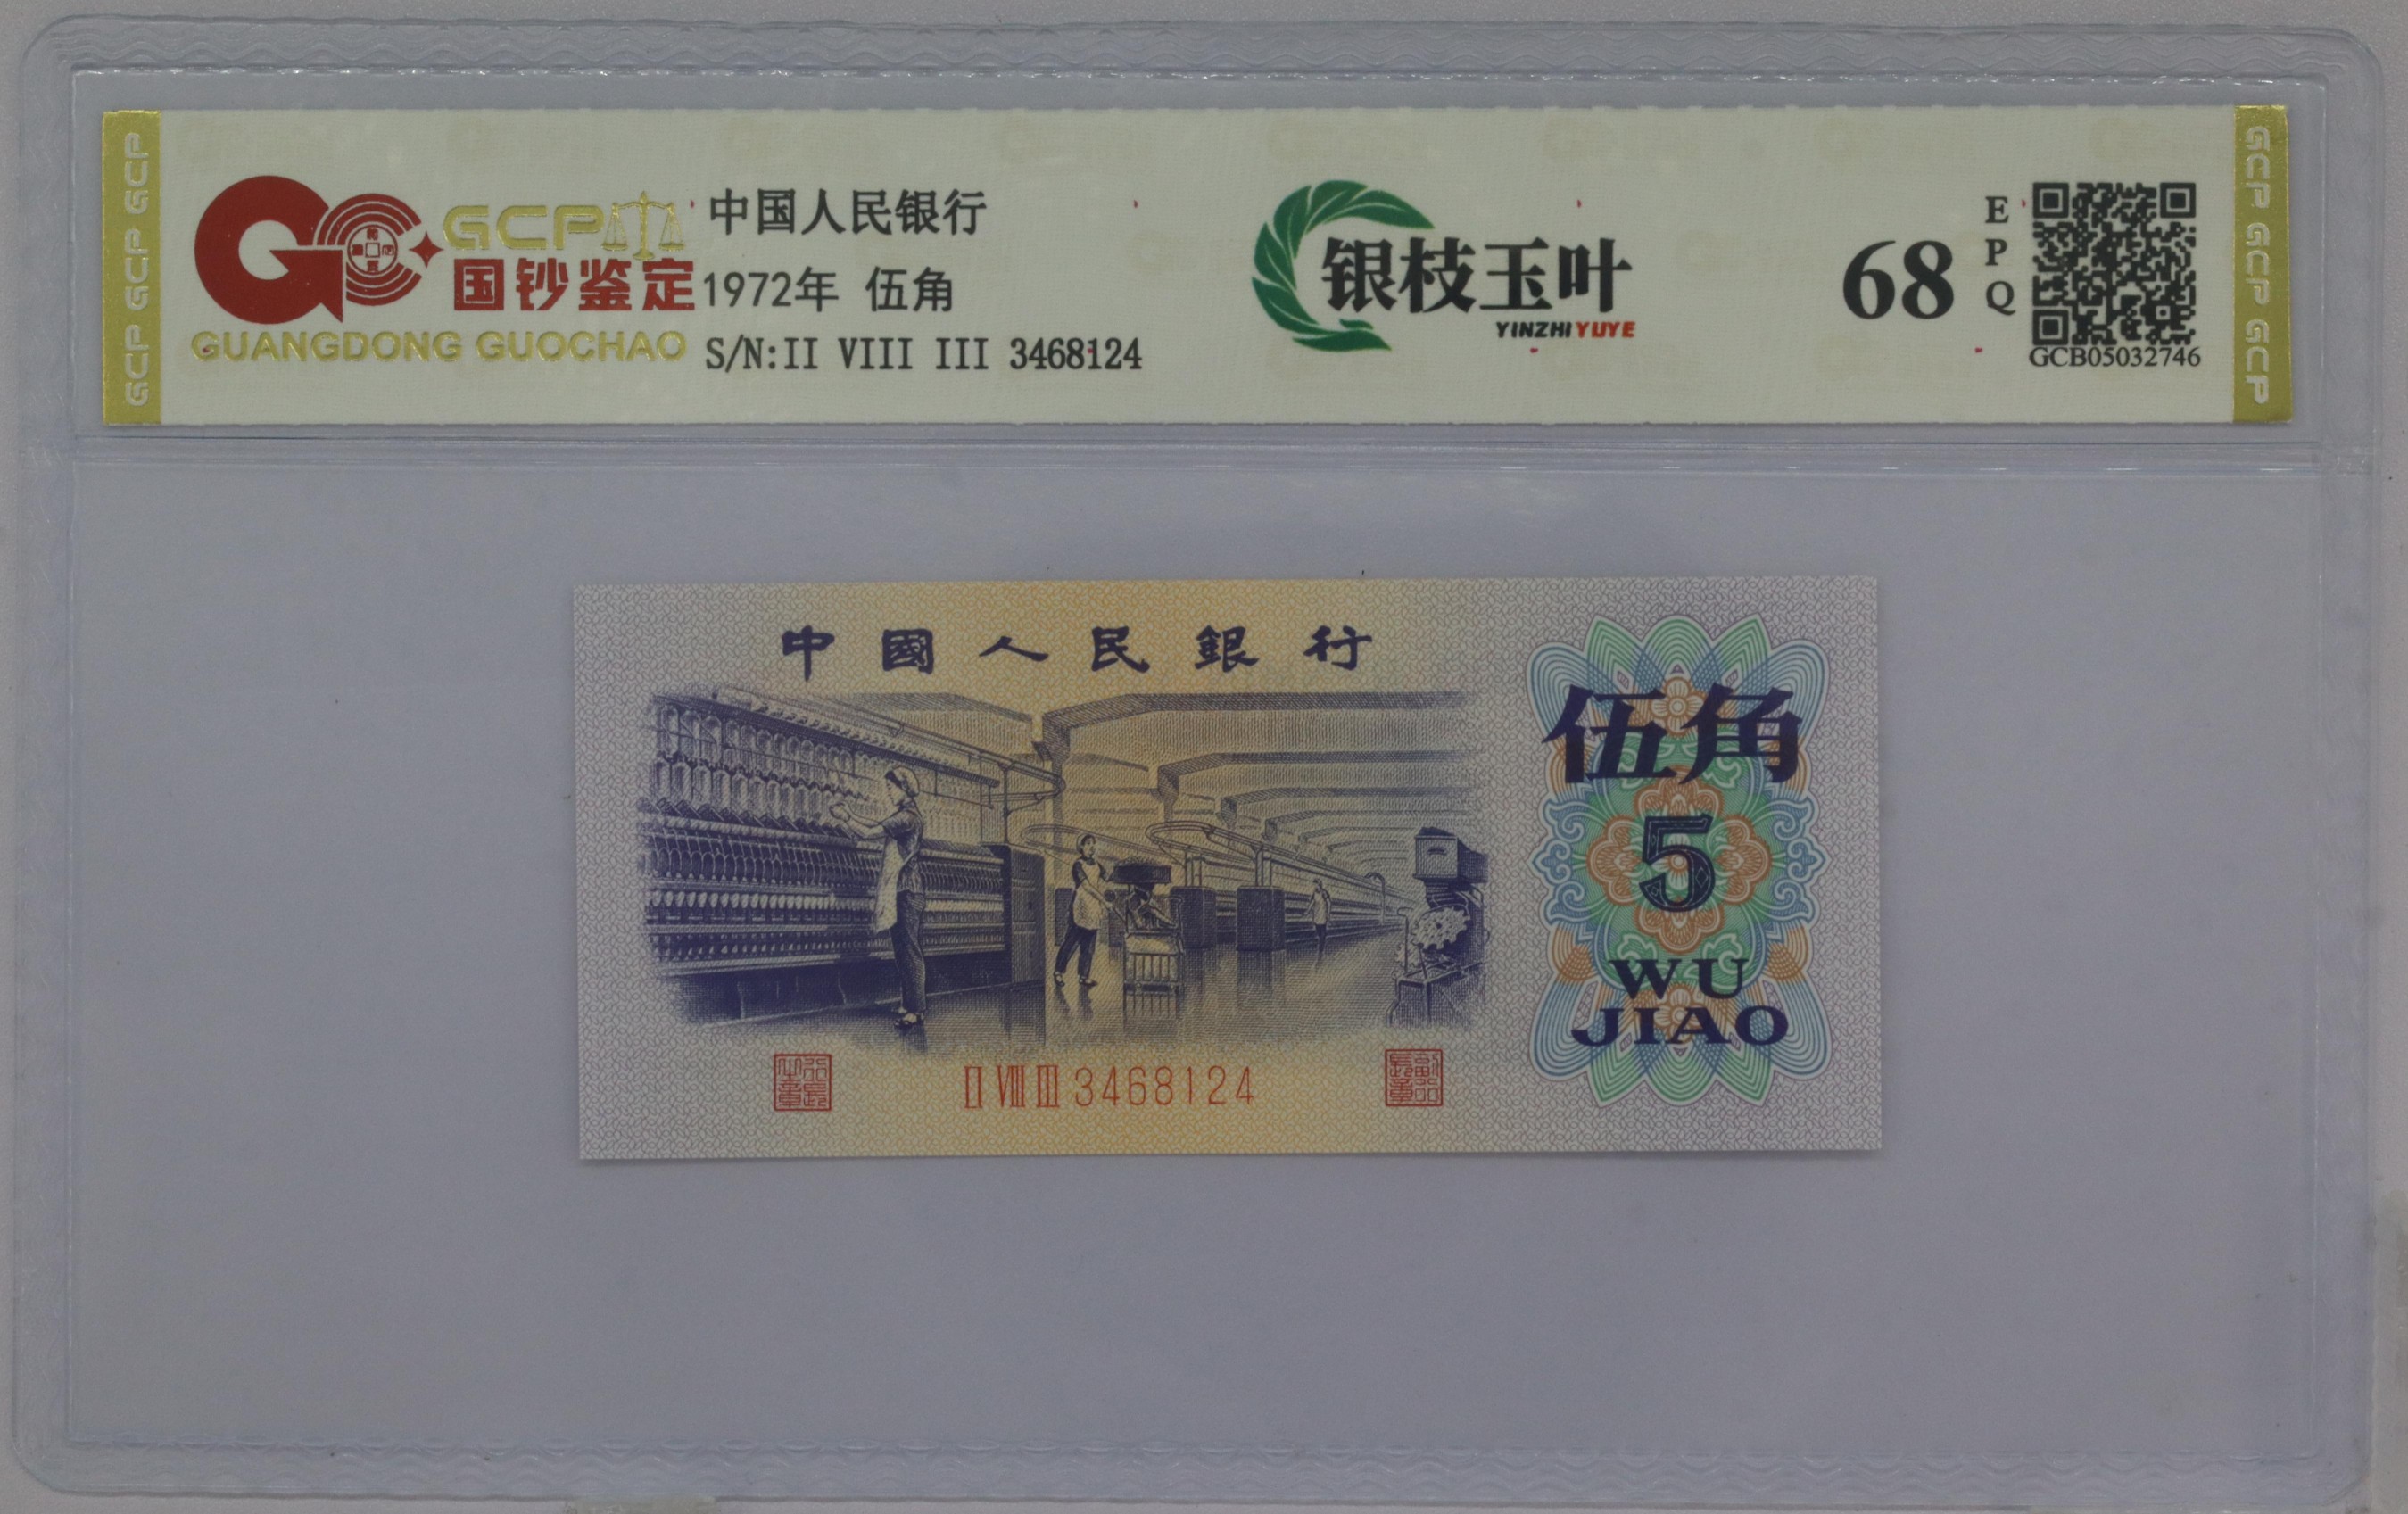 GCP GCP GCP
GCP
国钞鉴定
GUANGDONG GUOCHAO
中国人民银行
1972年 伍角
S/N:II VIII III 3468124
银枝玉叶
YINZHI YUYE
68
EPQ
GCB05032746
GCP GCP GCP
中國人民銀行
伍角
5
WU
JIAO
II VIII III 3468124